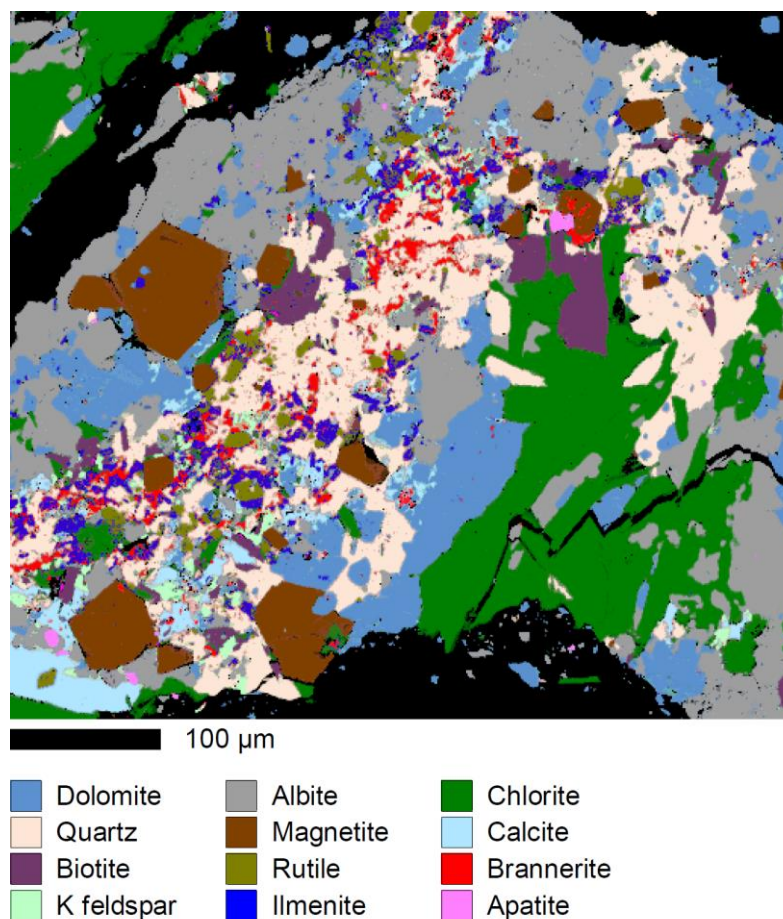 100 µm
Dolomite Albite Chlorite
Quartz Magnetite Calcite
Biotite Rutile Brannerite
K feldspar Ilmenite Apatite